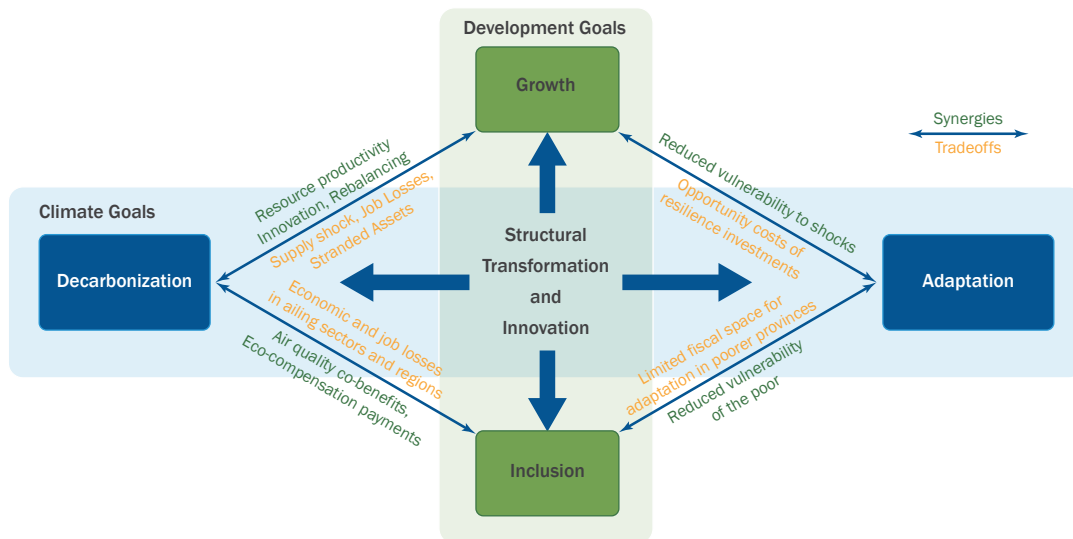 Development Goals
Growth
Synergies
Tradeoffs
Resource productivity
Innovation, Rebalancing
Supply shock, Job Losses,
Stranded Assets
Reduced vulnerability to shocks
Opportunity costs of
resilience investments
Climate Goals
Decarbonization
Structural
Transformation
and
Innovation
Adaptation
Economic and job losses
in ailing sectors and regions
Air quality co-benefits,
Eco-compensation payments
Limited fiscal space for
adaptation in poorer provinces
Reduced vulnerability
of the poor
Inclusion